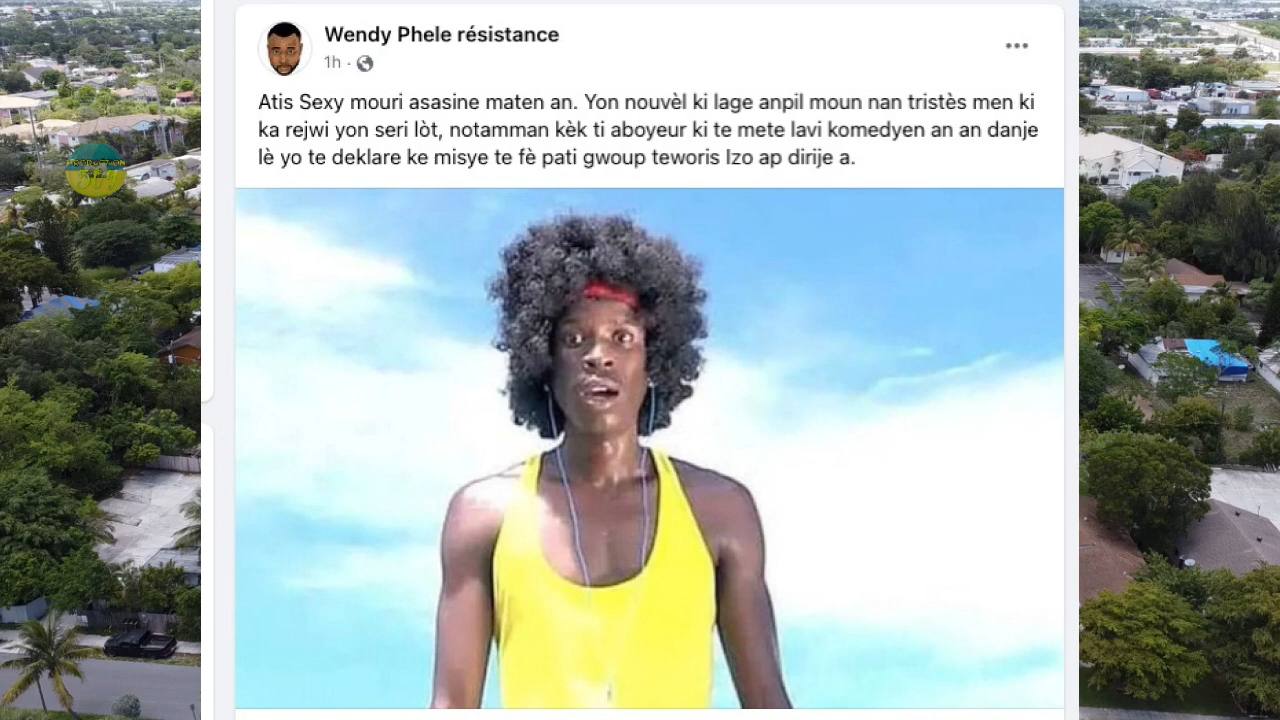 Wendy Phele résistance
1h ·
Atis Sexy mouri asasine maten an. Yon nouvèl ki lage anpil moun nan tristès men ki
ka rejwi yon seri lòt, notamman kèk ti aboyeur ki te mete lavi komedyen an an danje
lè yo te deklare ke misye te fè pati gwoup teworis Izo ap dirije a.
PRODUCTION